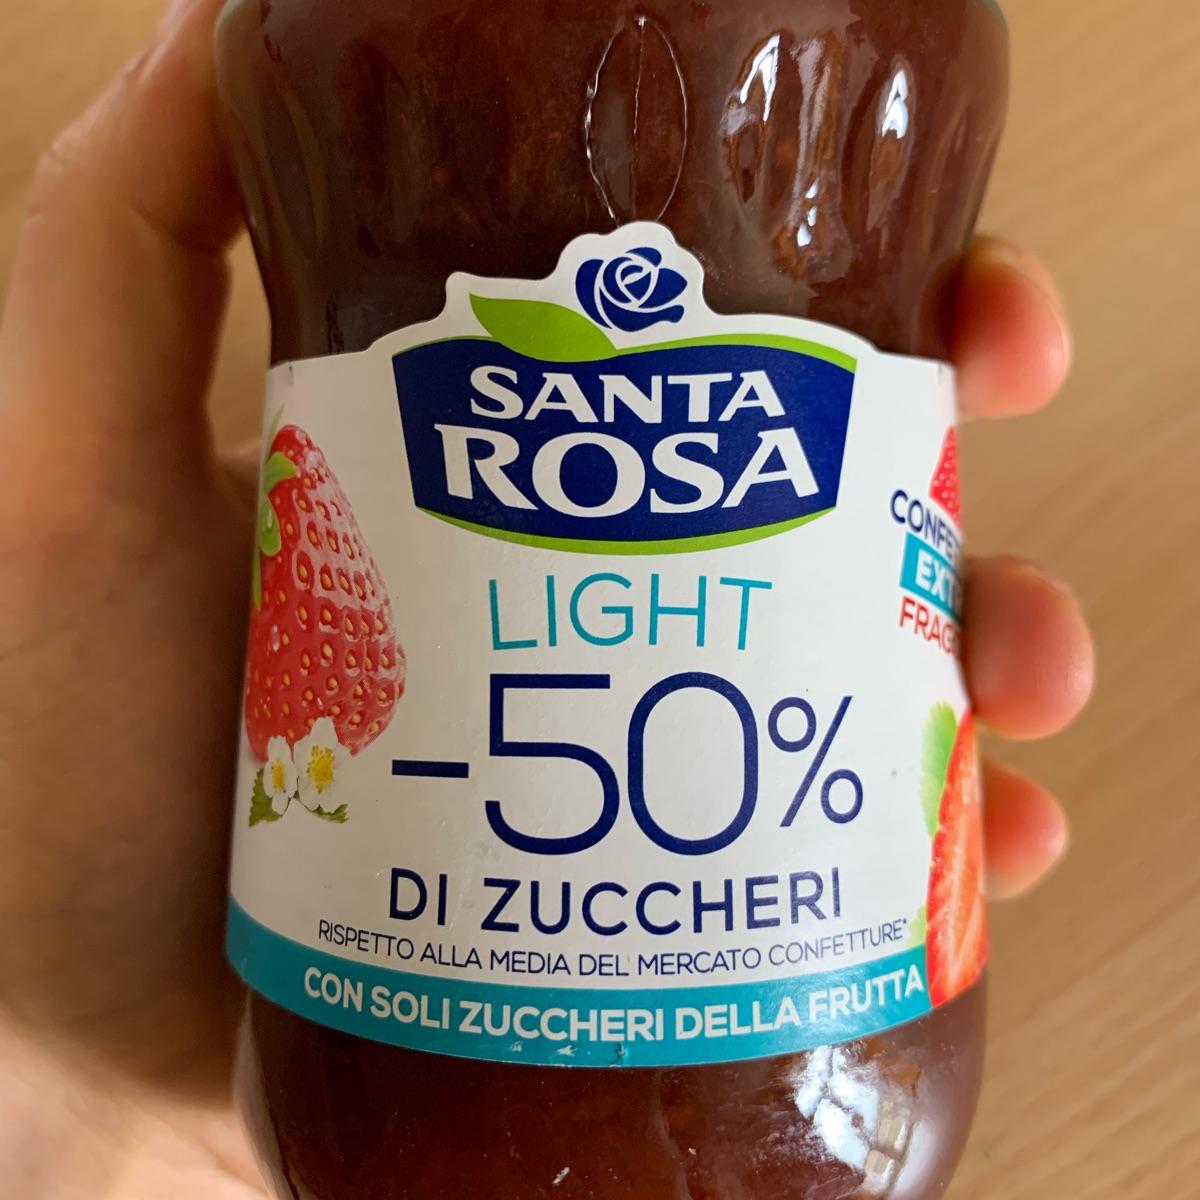 SANTA
ROSA
LIGHT
-50%
DI ZUCCHERI
RISPETTO ALLA MEDIA DEL MERCATO CONFETTURE*
CON SOLI ZUCCHERI DELLA FRUTTA